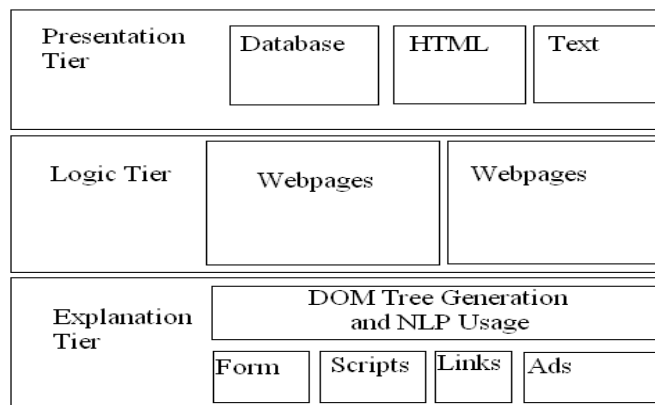 Presentation
Tier
Database
HTML
Text
Logic Tier
Webpages
Webpages
Explanation
Tier
DOM Tree Generation
and NLP Usage
Form
Scripts
Links
Ads